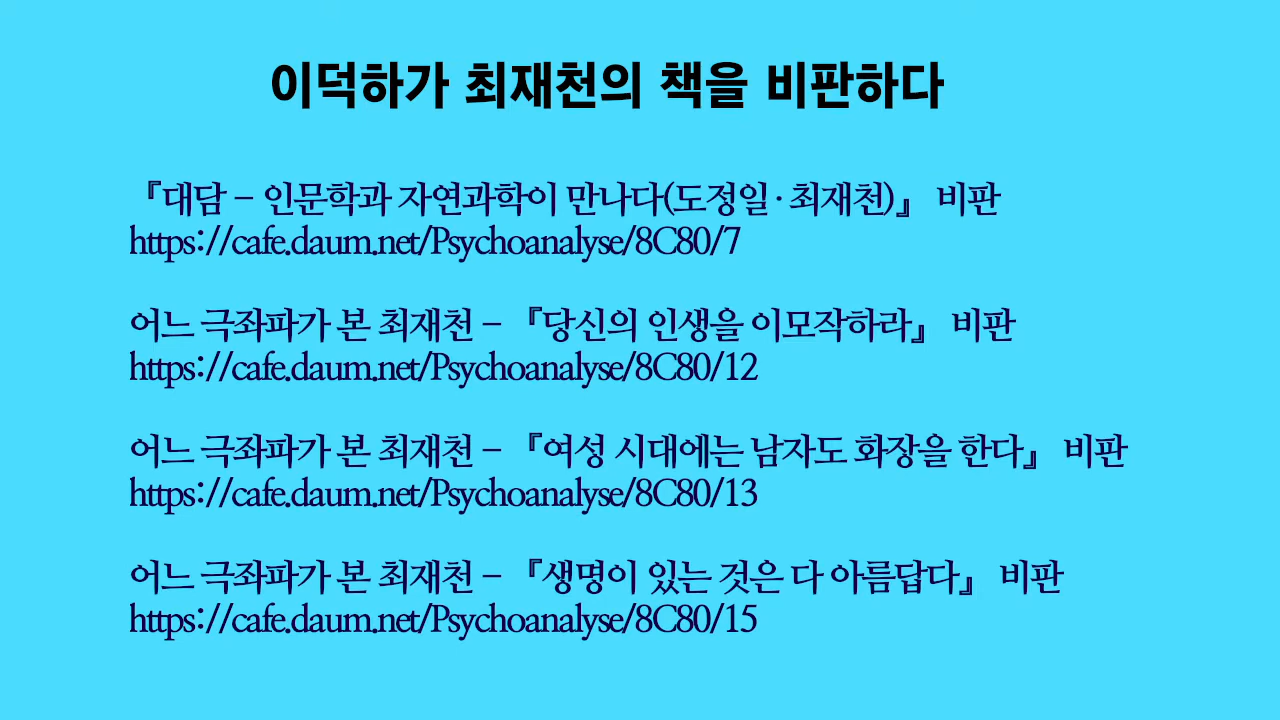 이덕하가 최재천의 책을 비판하다
『대담 – 인문학과 자연과학이 만나다(도정일·최재천)』 비판
https://cafe.daum.net/Psychoanalyse/8C80/7
어느 극좌파가 본 최재천 – 『당신의 인생을 이모작하라』 비판
https://cafe.daum.net/Psychoanalyse/8C80/12
어느 극좌파가 본 최재천 – 『여성 시대에는 남자도 화장을 한다』 비판
https://cafe.daum.net/Psychoanalyse/8C80/13
어느 극좌파가 본 최재천 – 『생명이 있는 것은 다 아름답다』 비판
https://cafe.daum.net/Psychoanalyse/8C80/15